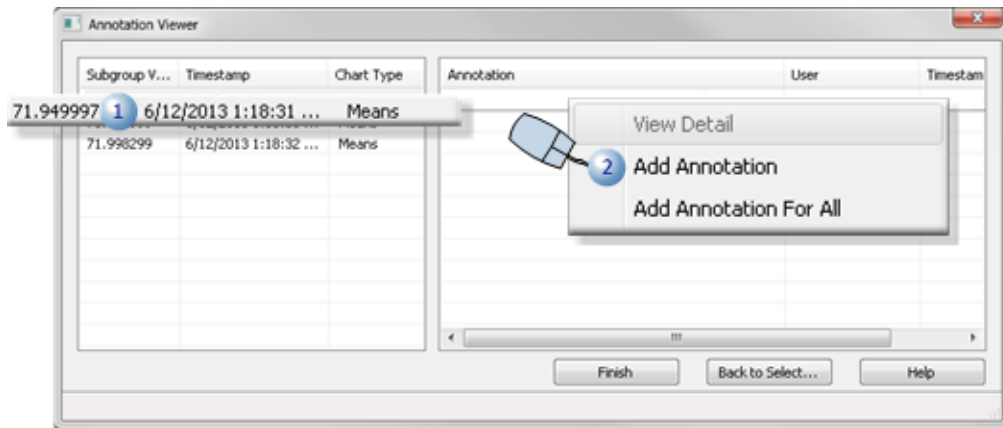 Annotation Viewer
Subgroup V... Timestamp Chart Type Annotation User Timestam
71.949997 1 6/12/2013 1:18:31 ... Means
71.998299 6/12/2013 1:18:32 ... Means
View Detail
2 Add Annotation
Add Annotation For All
Finish Back to Select... Help